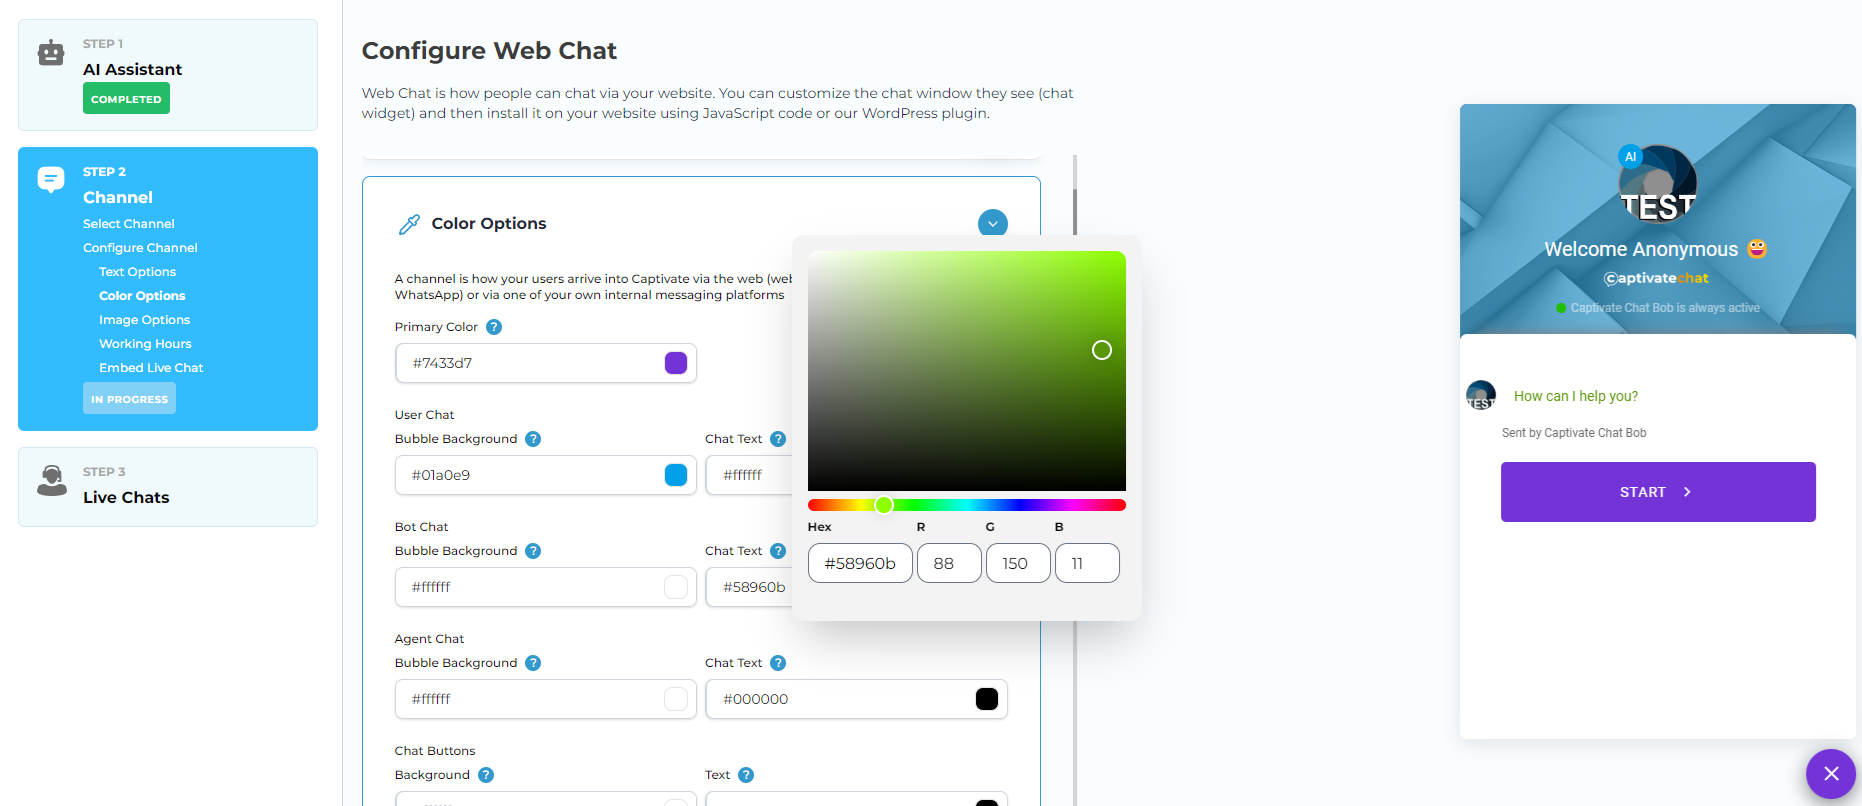 STEP 1
AI Assistant
COMPLETED
STEP 2
Channel
Select Channel
Configure Channel
Text Options
Color Options
Image Options
Working Hours
Embed Live Chat
IN PROGRESS
STEP 3
Live Chats
Configure Web Chat
Web Chat is how people can chat via your website. You can customize the chat window they see (chat
widget) and then install it on your website using JavaScript code or our WordPress plugin.
Color Options
A channel is how your users arrive into Captivate via the web (web
WhatsApp) or via one of your own internal messaging platforms
Primary Color ?
#7433d7
User Chat
Bubble Background ? Chat Text ?
#01a0e9 #ffffff
Bot Chat
Bubble Background ? Chat Text ?
#ffffff #58960b
Agent Chat
Bubble Background ? Chat Text ?
#ffffff #000000
Chat Buttons
Background ? Text ?
Hex R G B
#58960b 88 150 11
AI
TEST
Welcome Anonymous 😀
captivatechat
Captivate Chat Bob is always active
TEST
How can I help you?
Sent by Captivate Chat Bob
START